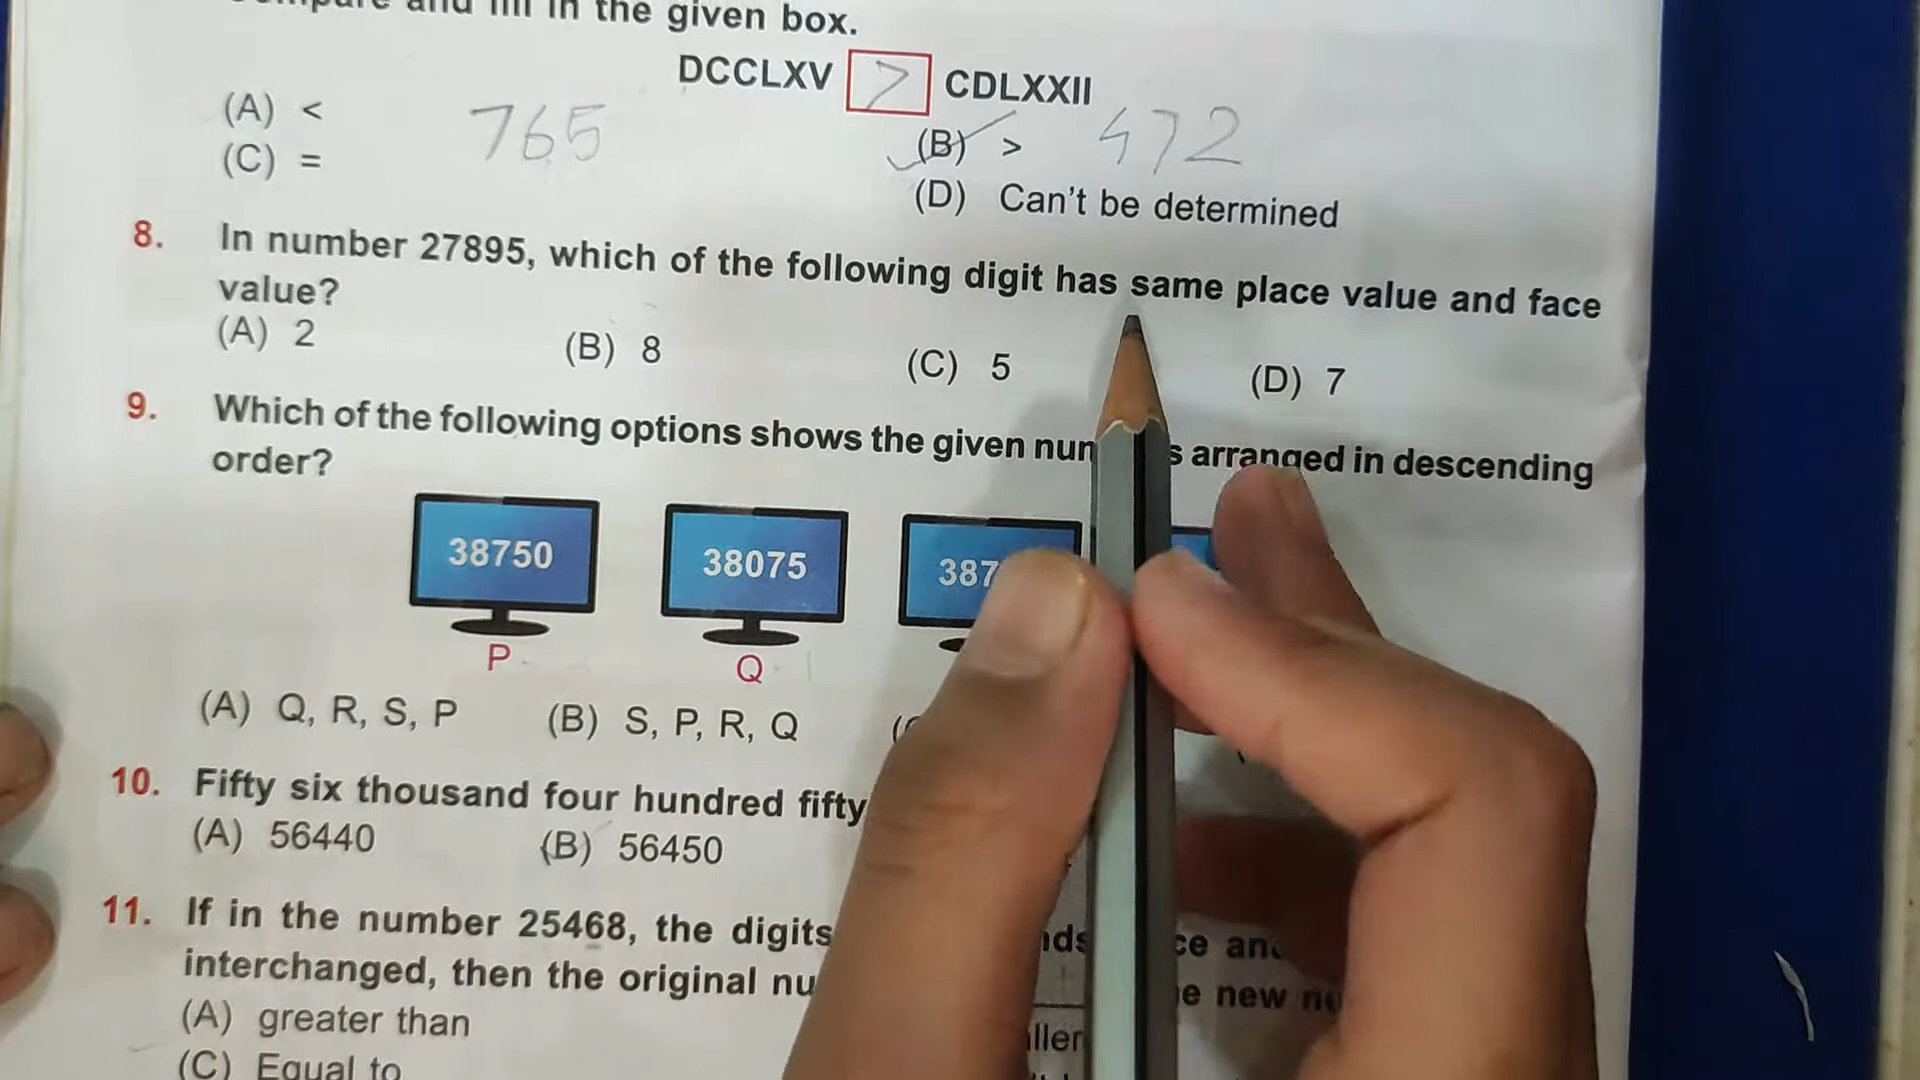 and fill in the given box.
DCCLXV > CDLXXII
(A) < 765 (B) > 472
(C) = (D) Can't be determined
8. In number 27895, which of the following digit has same place value and face
value?
(A) 2 (B) 8 (C) 5 (D) 7
9. Which of the following options shows the given arranged in descending
order?
38750 38075
P Q
(A) Q, R, S, P (B) S, P, R, Q
10. Fifty six thousand four hundred fifty
(A) 56440 (B) 56450
11. If in the number 25468, the digits
interchanged, then the original new
(A) greater than
(C) Equal to